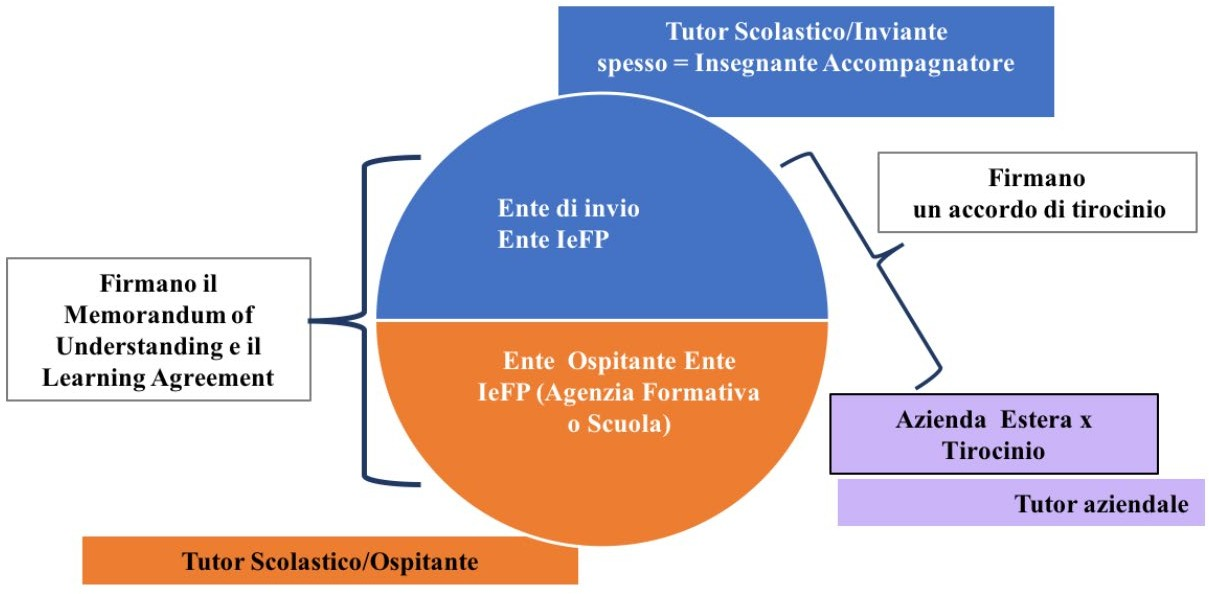 Tutor Scolastico/Inviante
spesso = Insegnante Accompagnatore
Firmano
un accordo di tirocinio
Ente di invio
Ente IeFP
Firmano il
Memorandum of
Understanding e il
Learning Agreement
Ente Ospitante Ente
IeFP (Agenzia Formativa
o Scuola)
Azienda Estera x
Tirocinio
Tutor aziendale
Tutor Scolastico/Ospitante